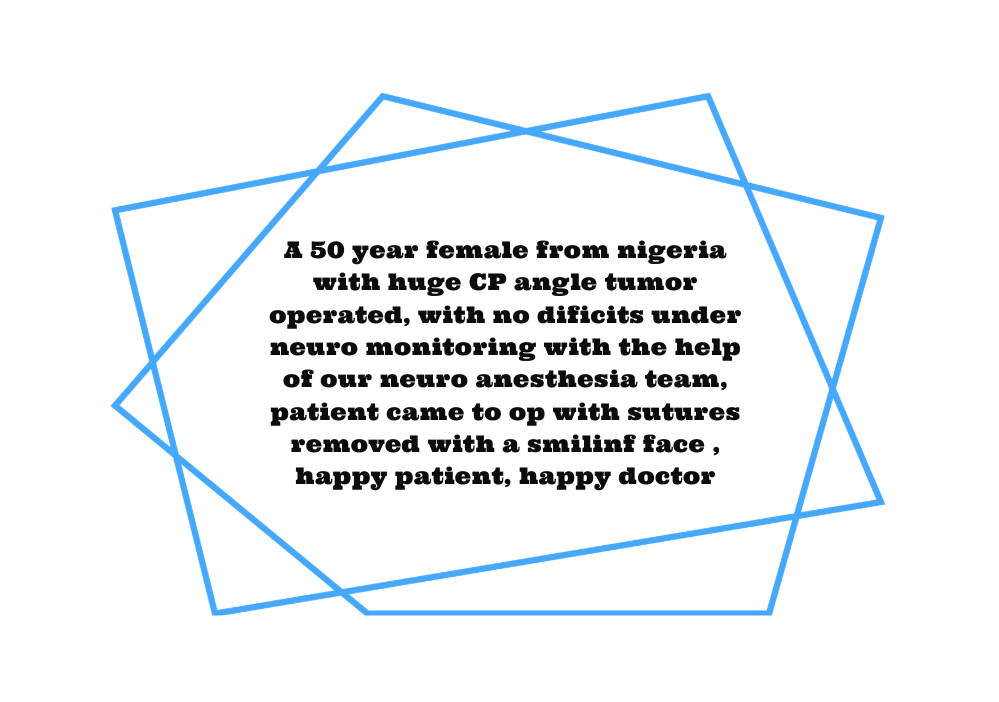 A 50 year female from nigeria
with huge CP angle tumor
operated, with no dificits under
neuro monitoring with the help
of our neuro anesthesia team,
patient came to op with sutures
removed with a smilinf face ,
happy patient, happy doctor